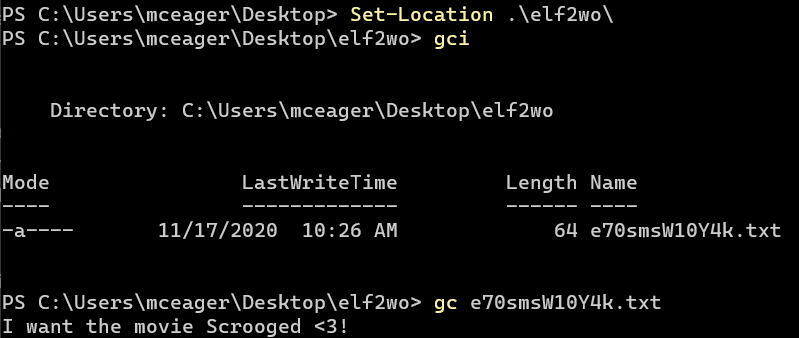 PS C:\Users\mceager\Desktop> Set-Location .\elf2wo\
PS C:\Users\mceager\Desktop\elf2wo> gci
Directory: C:\Users\mceager\Desktop\elf2wo
Mode LastWriteTime Length Name
---- ------------- ------ ----
-a---- 11/17/2020 10:26 AM 64 e70smsW10Y4k.txt
PS C:\Users\mceager\Desktop\elf2wo> gc e70smsW10Y4k.txt
I want the movie Scrooged <3!